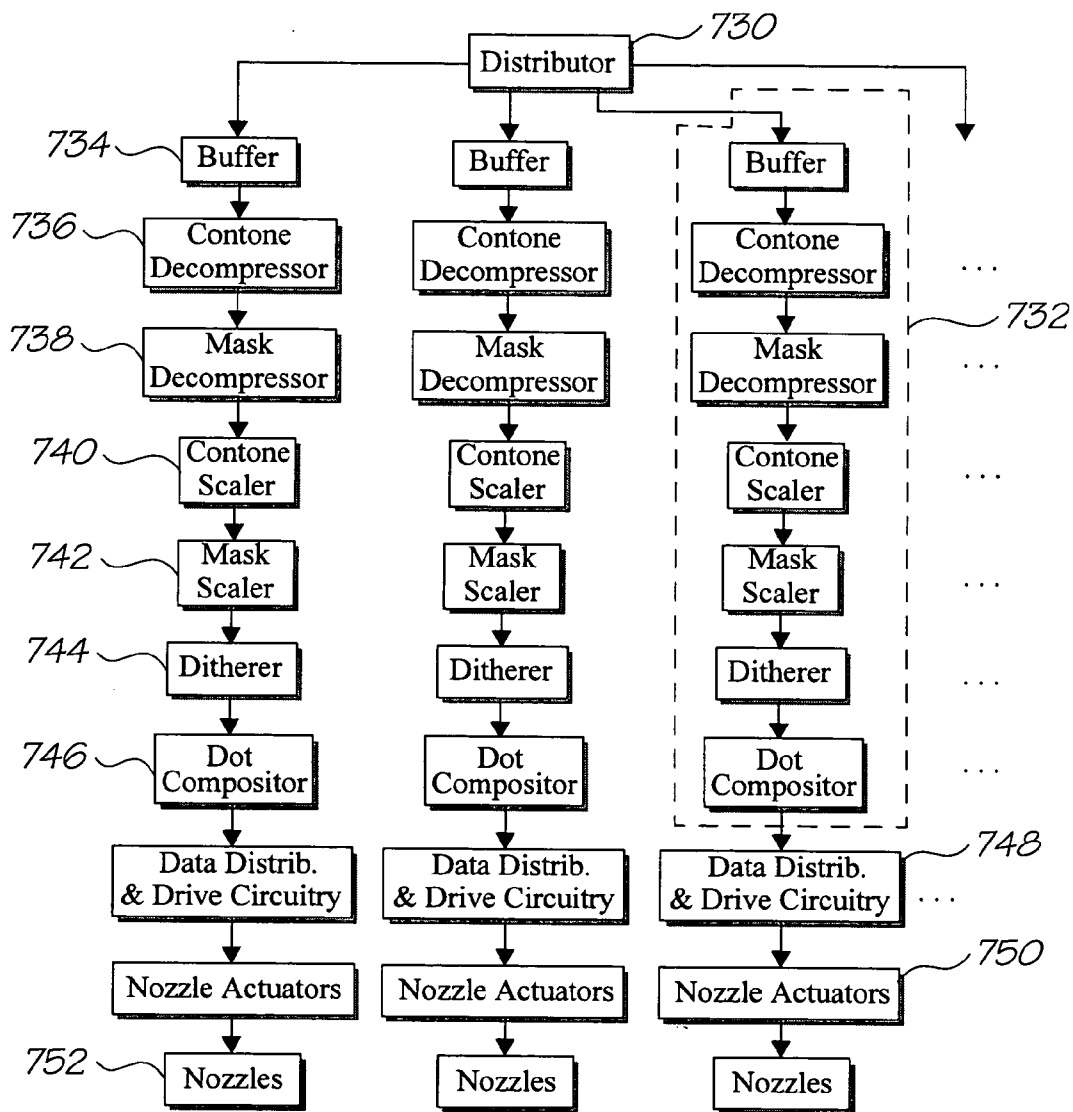 730
Distributor
734
Buffer
Buffer
Buffer
736
Contone
Decompressor
Contone
Decompressor
Contone
Decompressor
...
732
738
Mask
Decompressor
Mask
Decompressor
Mask
Decompressor
...
740
Contone
Scaler
Contone
Scaler
Contone
Scaler
...
742
Mask
Scaler
Mask
Scaler
Mask
Scaler
...
744
Ditherer
Ditherer
Ditherer
...
746
Dot
Compositor
Dot
Compositor
Dot
Compositor
...
Data Distrib.
& Drive Circuitry
Data Distrib.
& Drive Circuitry
Data Distrib.
& Drive Circuitry
748
...
Nozzle Actuators
Nozzle Actuators
Nozzle Actuators
750
752
Nozzles
Nozzles
Nozzles